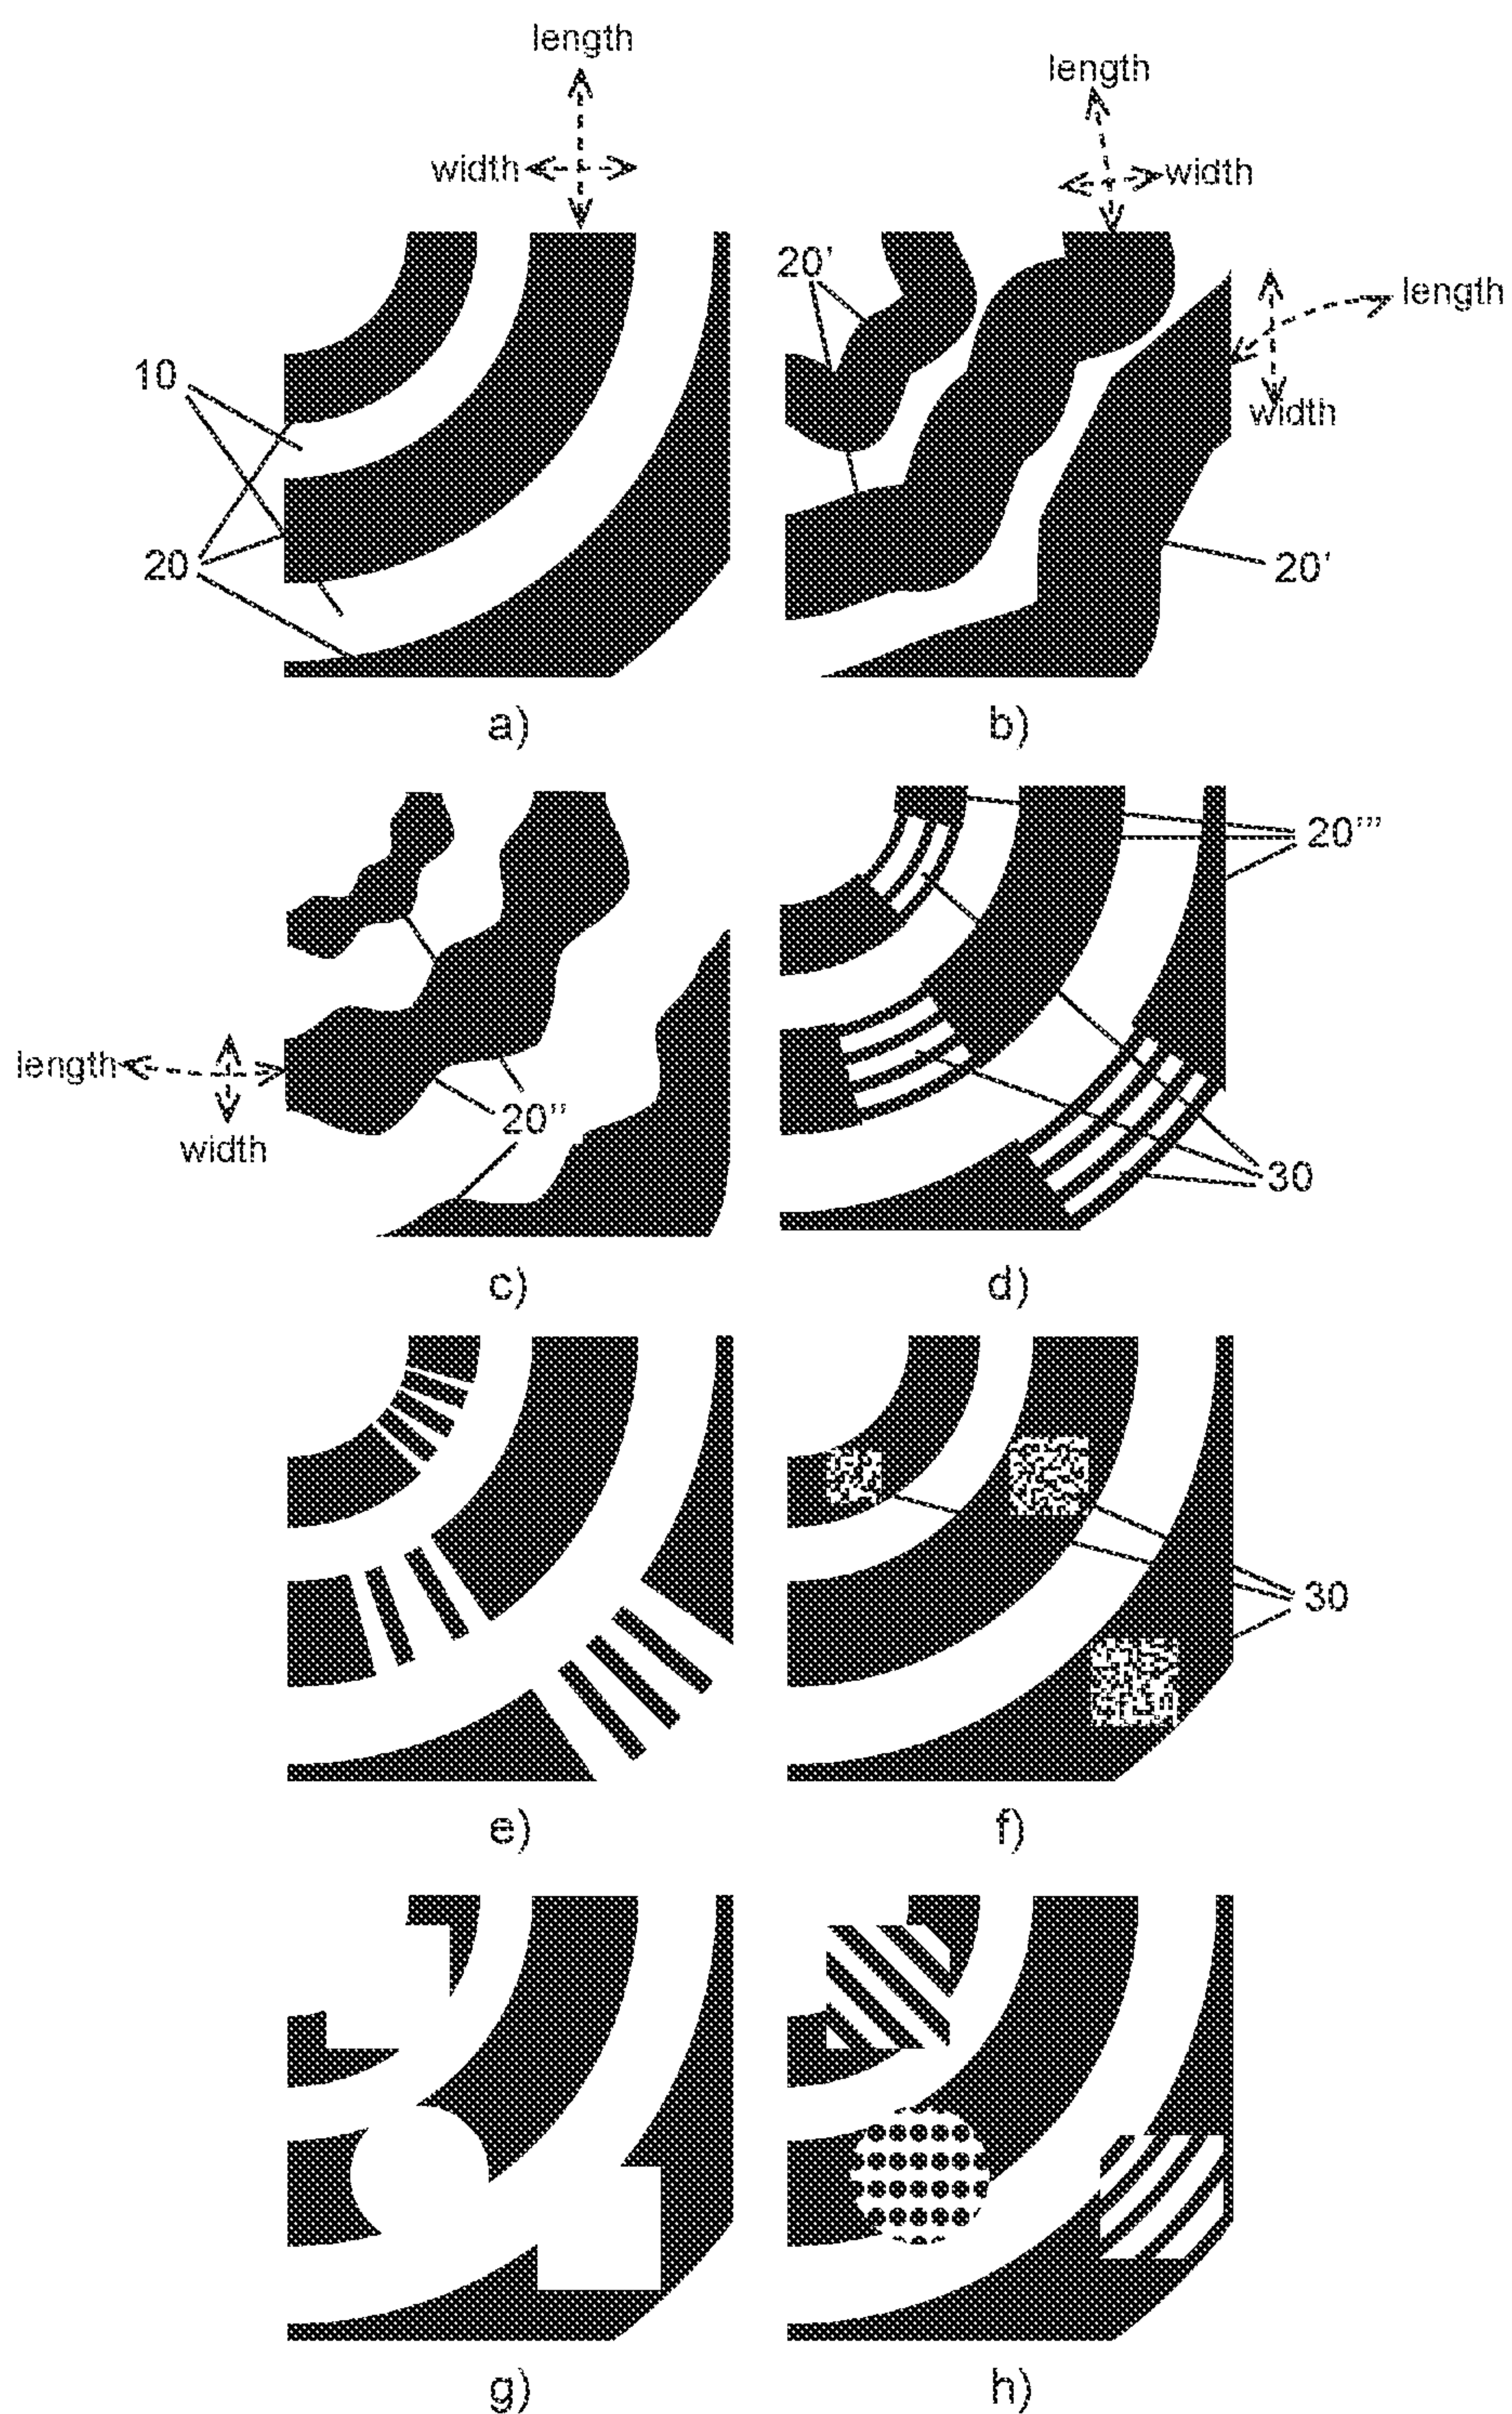 length
width
length
width
20'
length
width
10
20
20'
a)
b)
20'''
length
width
20''
30
c)
d)
30
e)
f)
g)
h)